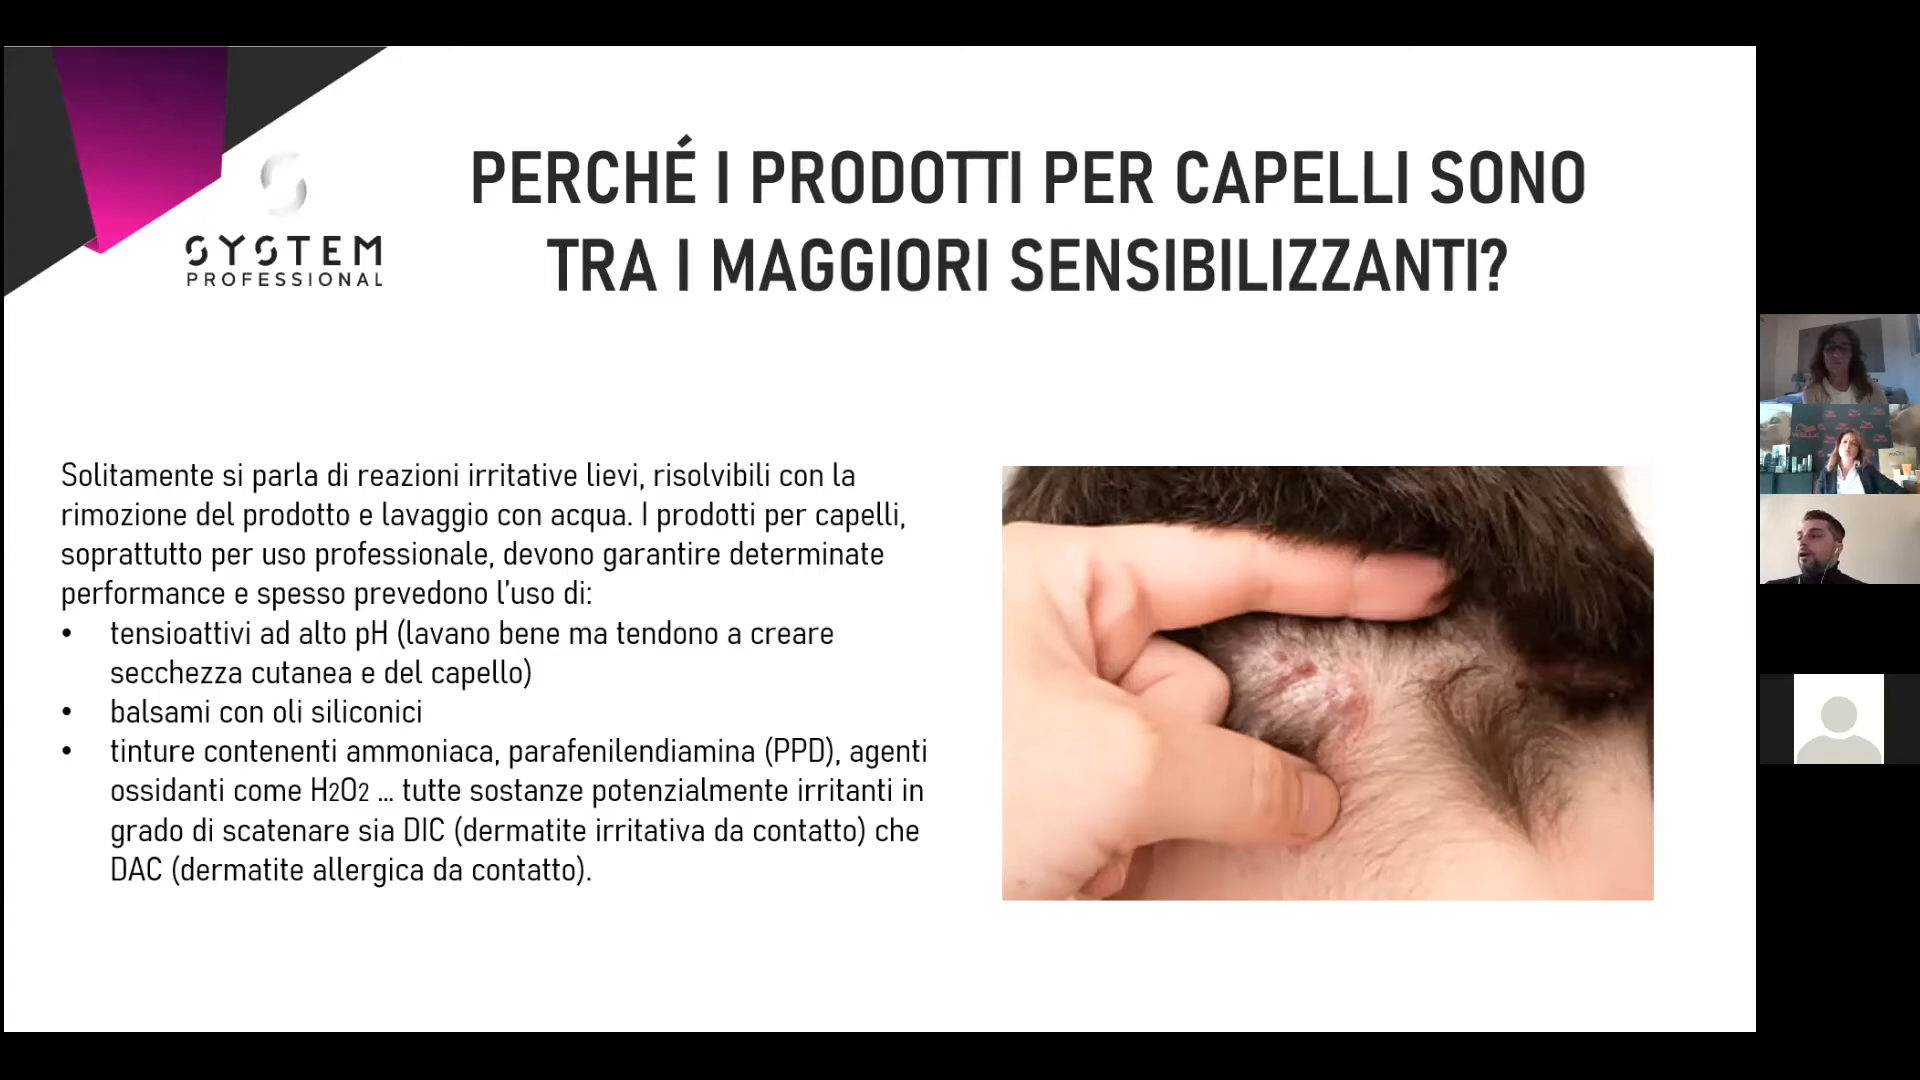 SYSTEM
PROFESSIONAL
PERCHÉ I PRODOTTI PER CAPELLI SONO
TRA I MAGGIORI SENSIBILIZZANTI?
Solitamente si parla di reazioni irritative lievi, risolvibili con la
rimozione del prodotto e lavaggio con acqua. I prodotti per capelli,
soprattutto per uso professionale, devono garantire determinate
performance e spesso prevedono l'uso di:
• tensioattivi ad alto pH (lavano bene ma tendono a creare
secchezza cutanea e del capello)
• balsami con oli siliconici
• tinture contenenti ammoniaca, parafenilendiamina (PPD), agenti
ossidanti come H2O2 ... tutte sostanze potenzialmente irritanti in
grado di scatenare sia DIC (dermatite irritativa da contatto) che
DAC (dermatite allergica da contatto).